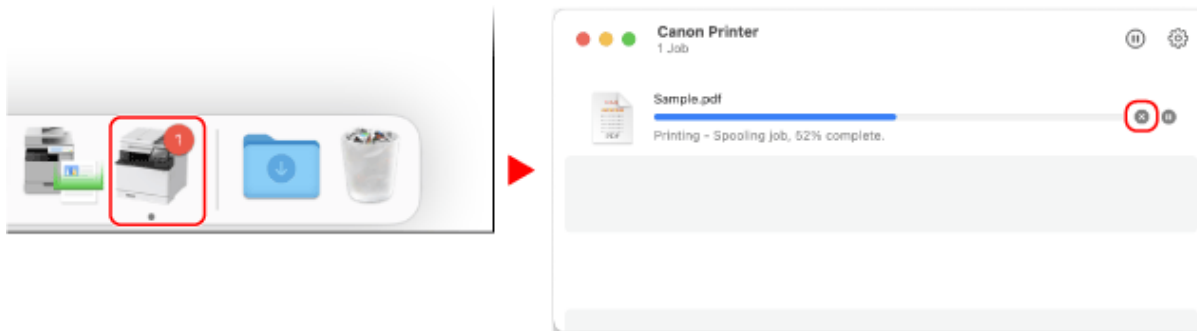 1
Canon Printer
1 Job
Sample.pdf
PDF
Printing - Spooling job, 52% complete.